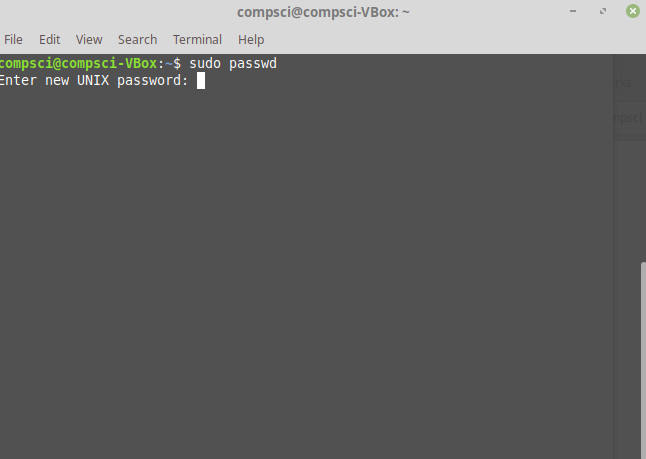 compsci@compsci-VBox: ~
File Edit View Search Terminal Help
compsci@compsci-VBox:~$ sudo passwd
Enter new UNIX password:
rks
mpsci